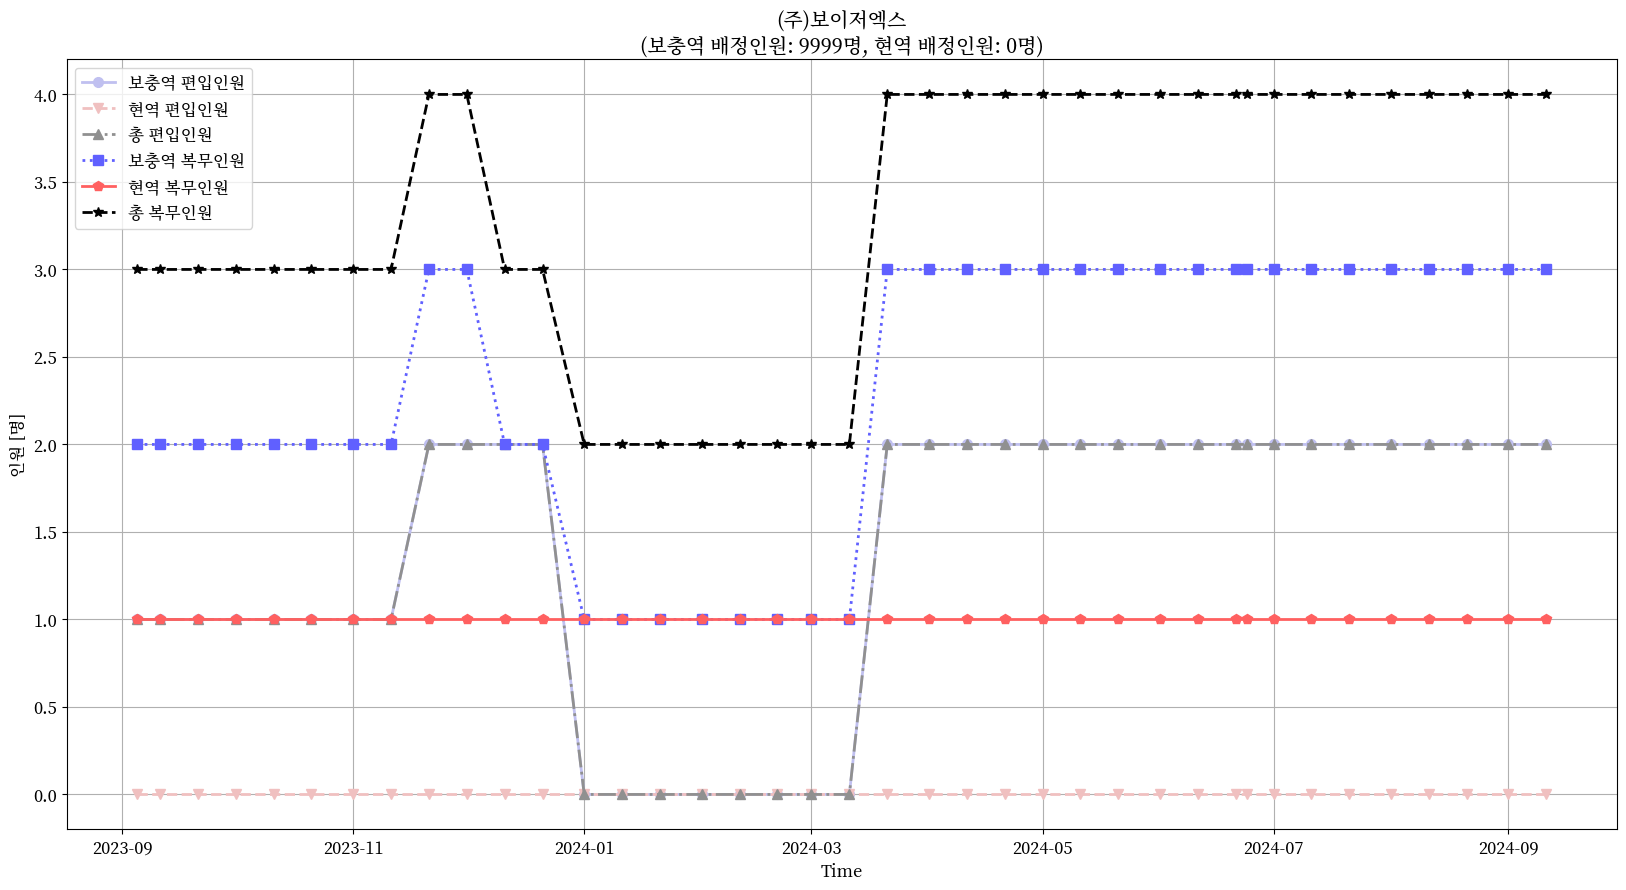 (주)보이저엑스
(보충역 배정인원: 9999명, 현역 배정인원: 0명)
보충역 편입인원
현역 편입인원
총 편입인원
보충역 복무인원
현역 복무인원
총 복무인원
4.0
3.5
3.0
2.5
2.0
1.5
1.0
0.5
0.0
인원 [명]
2023-09 2023-11 2024-01 2024-03 2024-05 2024-07 2024-09
Time